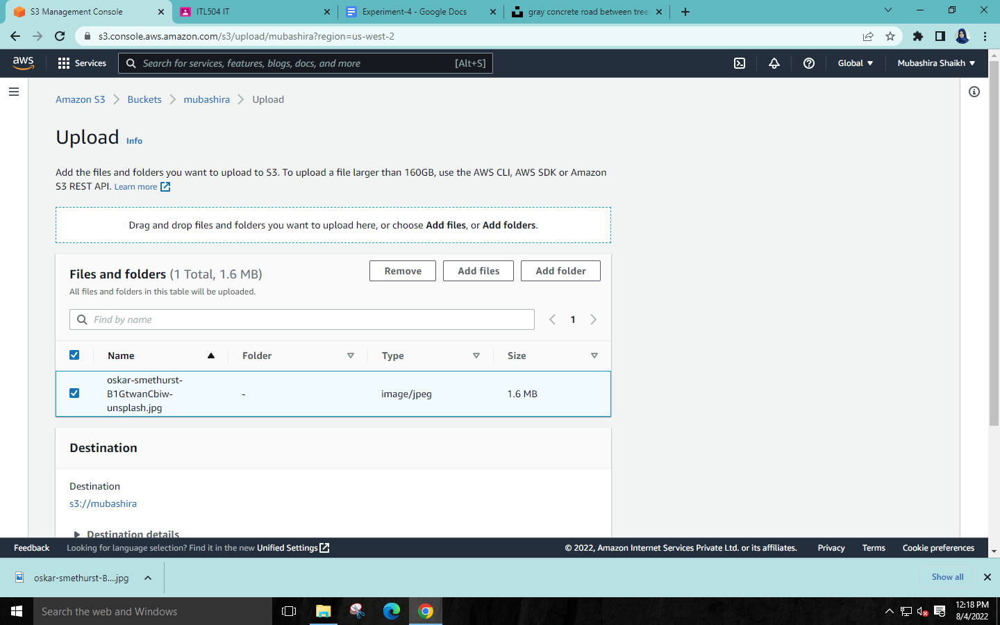 S3 Management Console
ITL504 IT
Experiment-4 - Google Docs
gray concrete road between tree
s3.console.aws.amazon.com/s3/upload/mubashira?region=us-west-2
aws
Services
Search for services, features, blogs, docs, and more
[Alt+S]
Global
Mubashira Shaikh
Amazon S3
Buckets
mubashira
Upload
Upload
Info
Add the files and folders you want to upload to S3. To upload a file larger than 160GB, use the AWS CLI, AWS SDK or Amazon
S3 REST API. Learn more
Drag and drop files and folders you want to upload here, or choose Add files, or Add folders.
Files and folders (1 Total, 1.6 MB)
Remove
Add files
Add folder
All files and folders in this table will be uploaded.
Find by name
1
Name
Folder
Type
Size
oskar-smethurst-
B1GtwanCbiw-
unsplash.jpg
-
image/jpeg
1.6 MB
Destination
Destination
s3://mubashira
Destination details
Feedback
Looking for language selection? Find it in the new Unified Settings
© 2022, Amazon Internet Services Private Ltd. or its affiliates.
Privacy
Terms
Cookie preferences
oskar-smethurst-B....jpg
Show all
Search the web and Windows
12:18 PM
8/4/2022